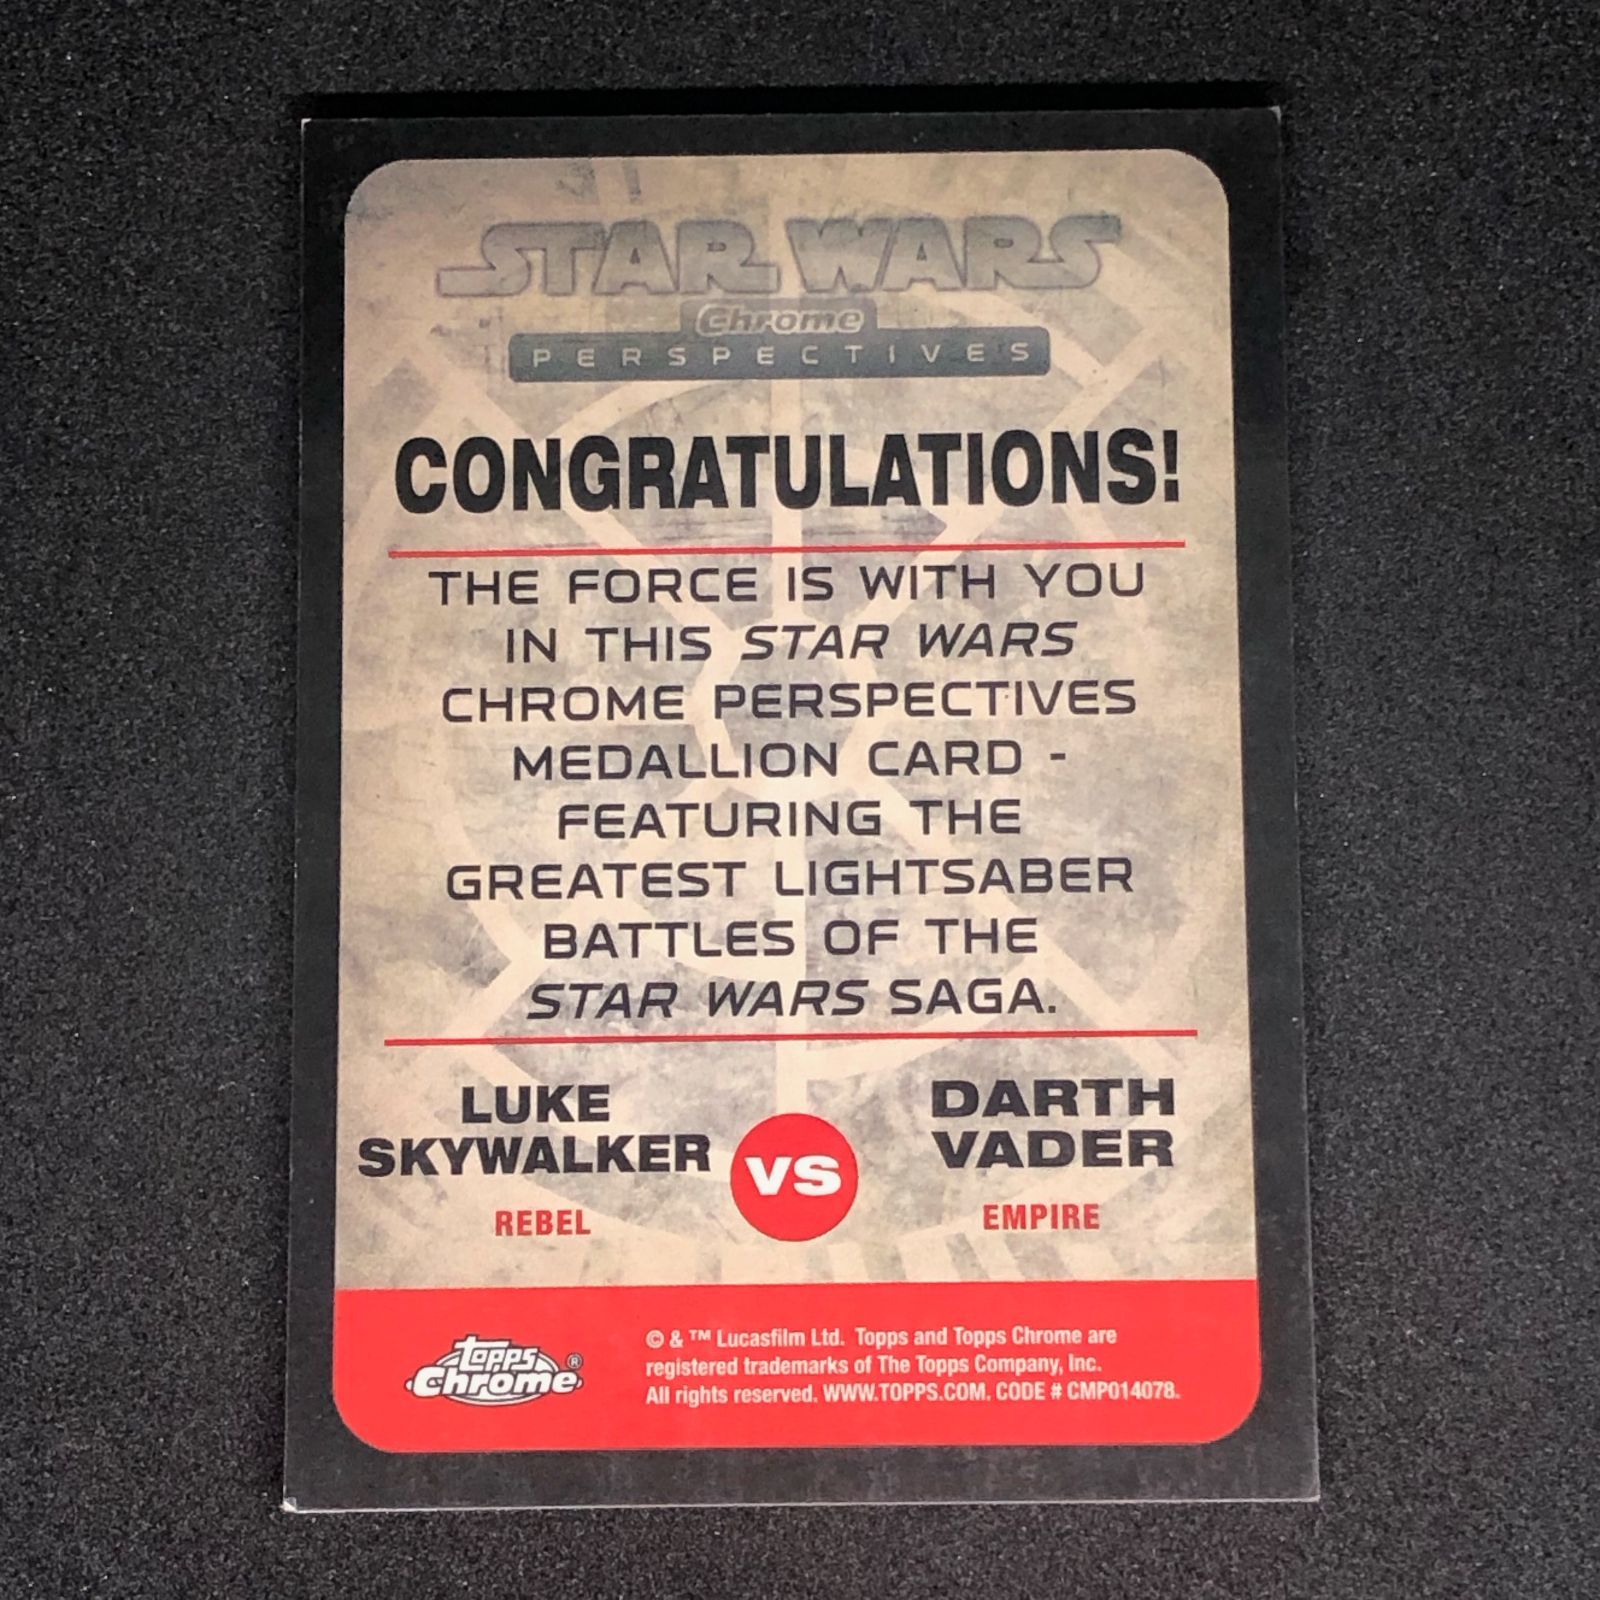 STAR WARS
Chrome
PERSPECTIVES
CONGRATULATIONS!
THE FORCE IS WITH YOU
IN THIS STAR WARS
CHROME PERSPECTIVES
MEDALLION CARD -
FEATURING THE
GREATEST LIGHTSABER
BATTLES OF THE
STAR WARS SAGA.
LUKE
SKYWALKER
REBEL
VS
DARTH
VADER
EMPIRE
Topps ®
Chrome
© & ™ Lucasfilm Ltd. Topps and Topps Chrome are
registered trademarks of The Topps Company, Inc.
All rights reserved. WWW.TOPPS.COM. CODE # CMP014078.